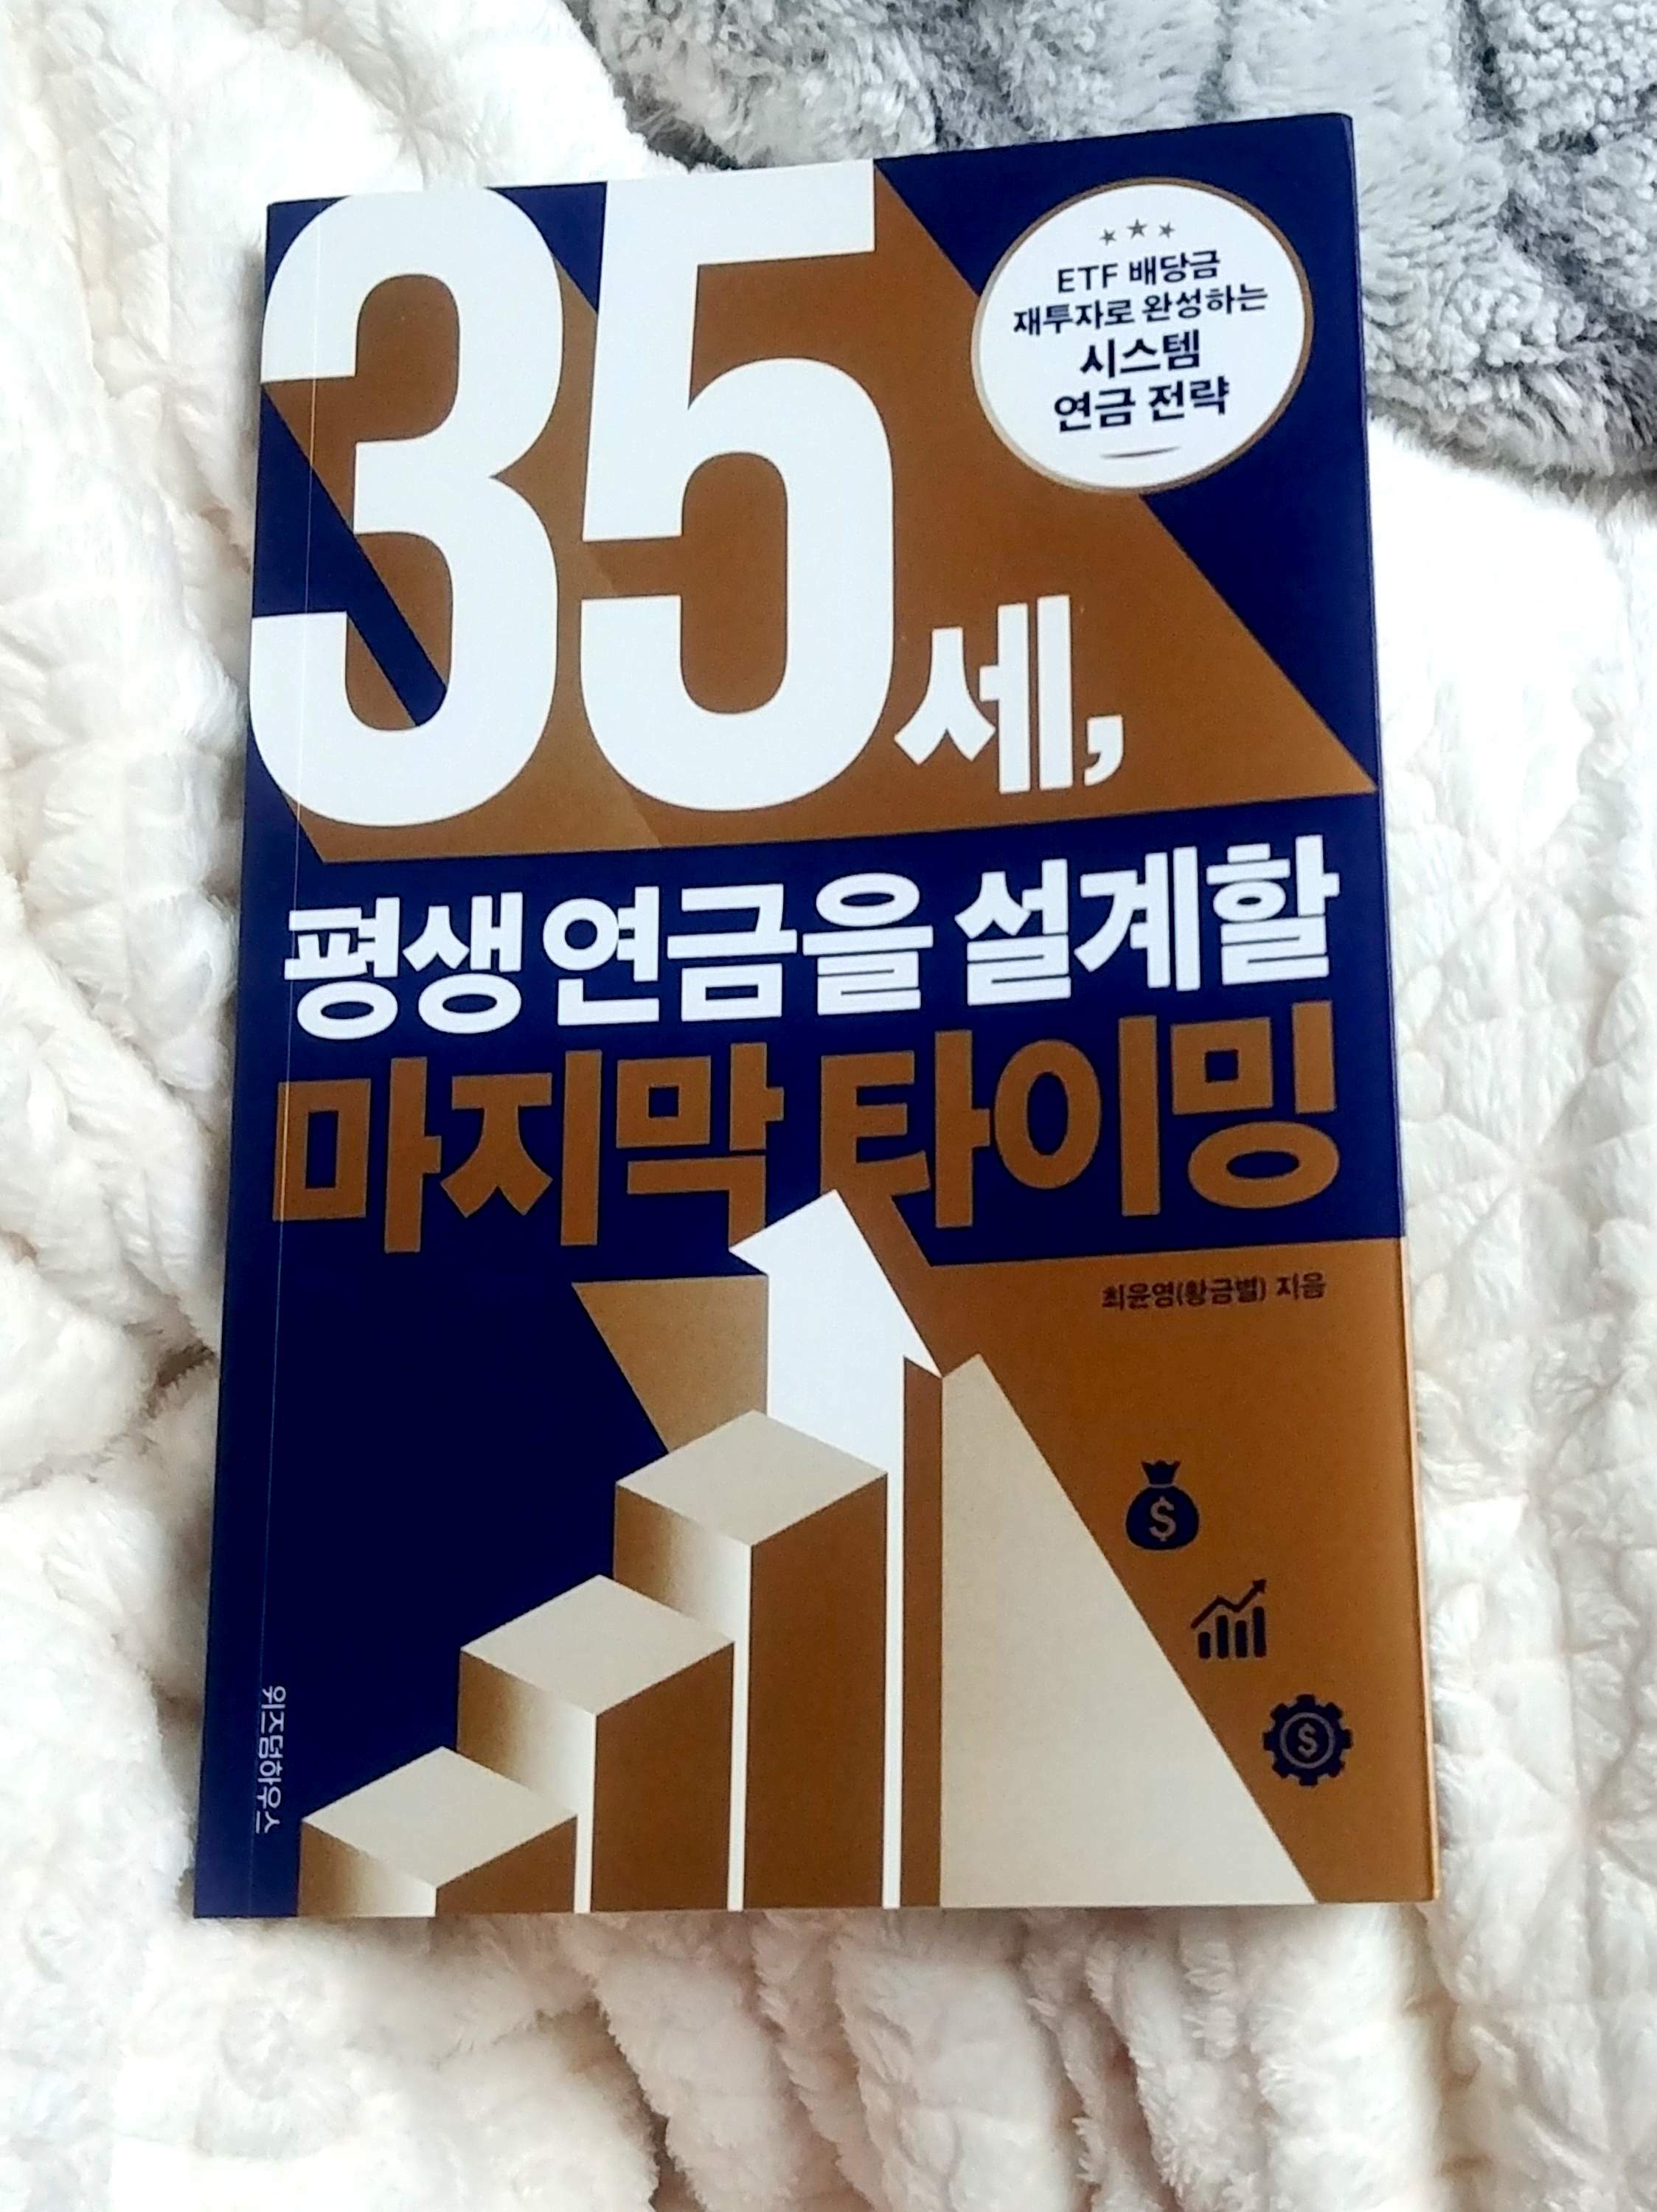 ETF 배당금
재투자로 완성하는
시스템
연금 전략
35세,
평생 연금을 설계할
마지막 타이밍
최윤영(황금별) 지음
위즈덤하우스